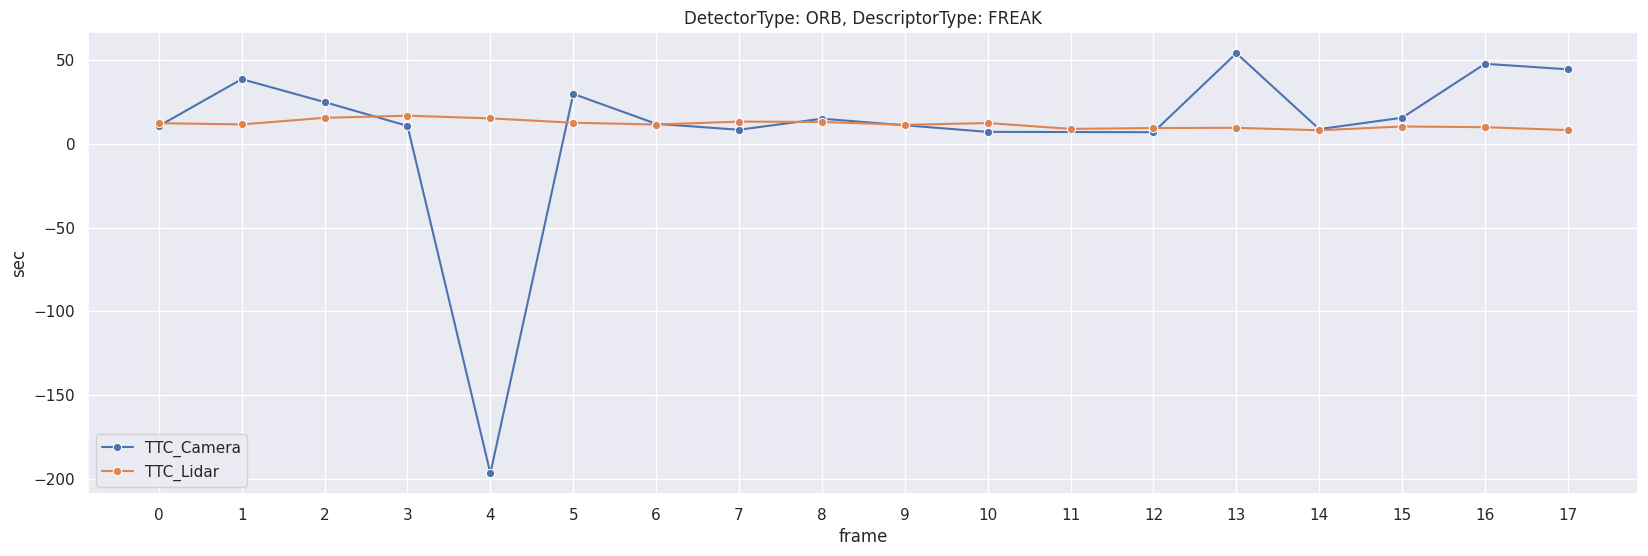 DetectorType: ORB, DescriptorType: FREAK
50
0
−50
−100
−150
−200
sec
TTC_Camera
TTC_Lidar
0 1 2 3 4 5 6 7 8 9 10 11 12 13 14 15 16 17
frame